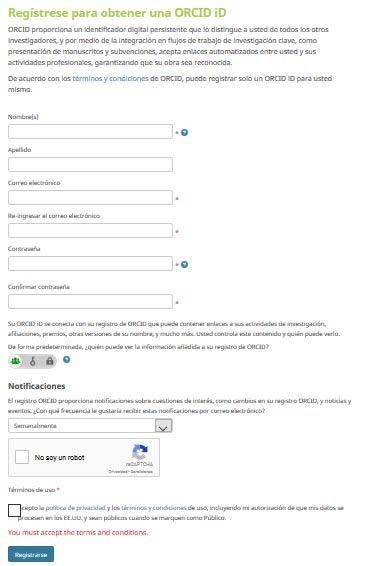 Regístrese para obtener una ORCID iD
ORCID proporciona un identificador digital persistente que lo distingue a usted de todos los otros
investigadores, y por medio de la integración en flujos de trabajo de investigación clave, como
presentación de manuscritos y subvenciones, acepta enlaces automatizados entre usted y sus
actividades profesionales, garantizando que su obra sea reconocida.
De acuerdo con los términos y condiciones de ORCID, puede registrar solo un ORCID iD para usted
mismo.
Nombre(s)
*
Apellido
Correo electrónico
*
Re-ingresar el correo electrónico
*
Contraseña
*
Confirmar contraseña
*
Su ORCID iD se conecta con su registro de ORCID que puede contener enlaces a sus actividades de investigación,
afiliaciones, premios, otras versiones de su nombre, y mucho más. Usted controla este contenido y quién puede verlo.
De forma predeterminada, ¿quién puede ver la información añadida a su registro de ORCID?
Notificaciones
El registro ORCID proporciona notificaciones sobre cuestiones de interés, como cambios en su registro ORCID, y noticias y
eventos. ¿Con qué frecuencia le gustaría recibir estas notificaciones por correo electrónico?
Semanalmente
No soy un robot
reCAPTCHA
Privacidad - Condiciones
Términos de uso *
cepto la política de privacidad y los términos y condiciones de uso, incluyendo mi autorización de que mis datos se
procesen en los EE.UU. y sean públicos cuando se marquen como Público.
You must accept the terms and conditions.
Registrarse